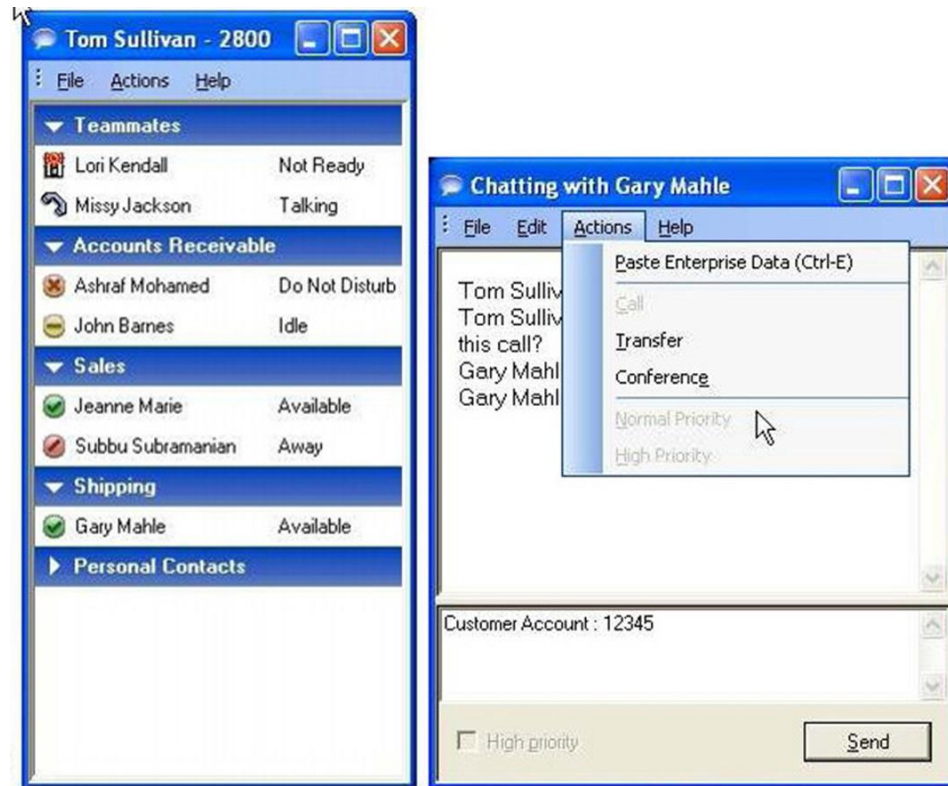 Tom Sullivan - 2800
File Actions Help
Teammates
Lori Kendall Not Ready
Missy Jackson Talking
Accounts Receivable
Ashraf Mohamed Do Not Disturb
John Barnes Idle
Sales
Jeanne Marie Available
Subbu Subramanian Away
Shipping
Gary Mahle Available
Personal Contacts
Chatting with Gary Mahle
File Edit Actions Help
Paste Enterprise Data (Ctrl-E)
Call
Transfer
Conference
Normal Priority
High Priority
Tom Sulliv
Tom Sulliv
this call?
Gary Mahl
Gary Mahl
Customer Account : 12345
High priority
Send